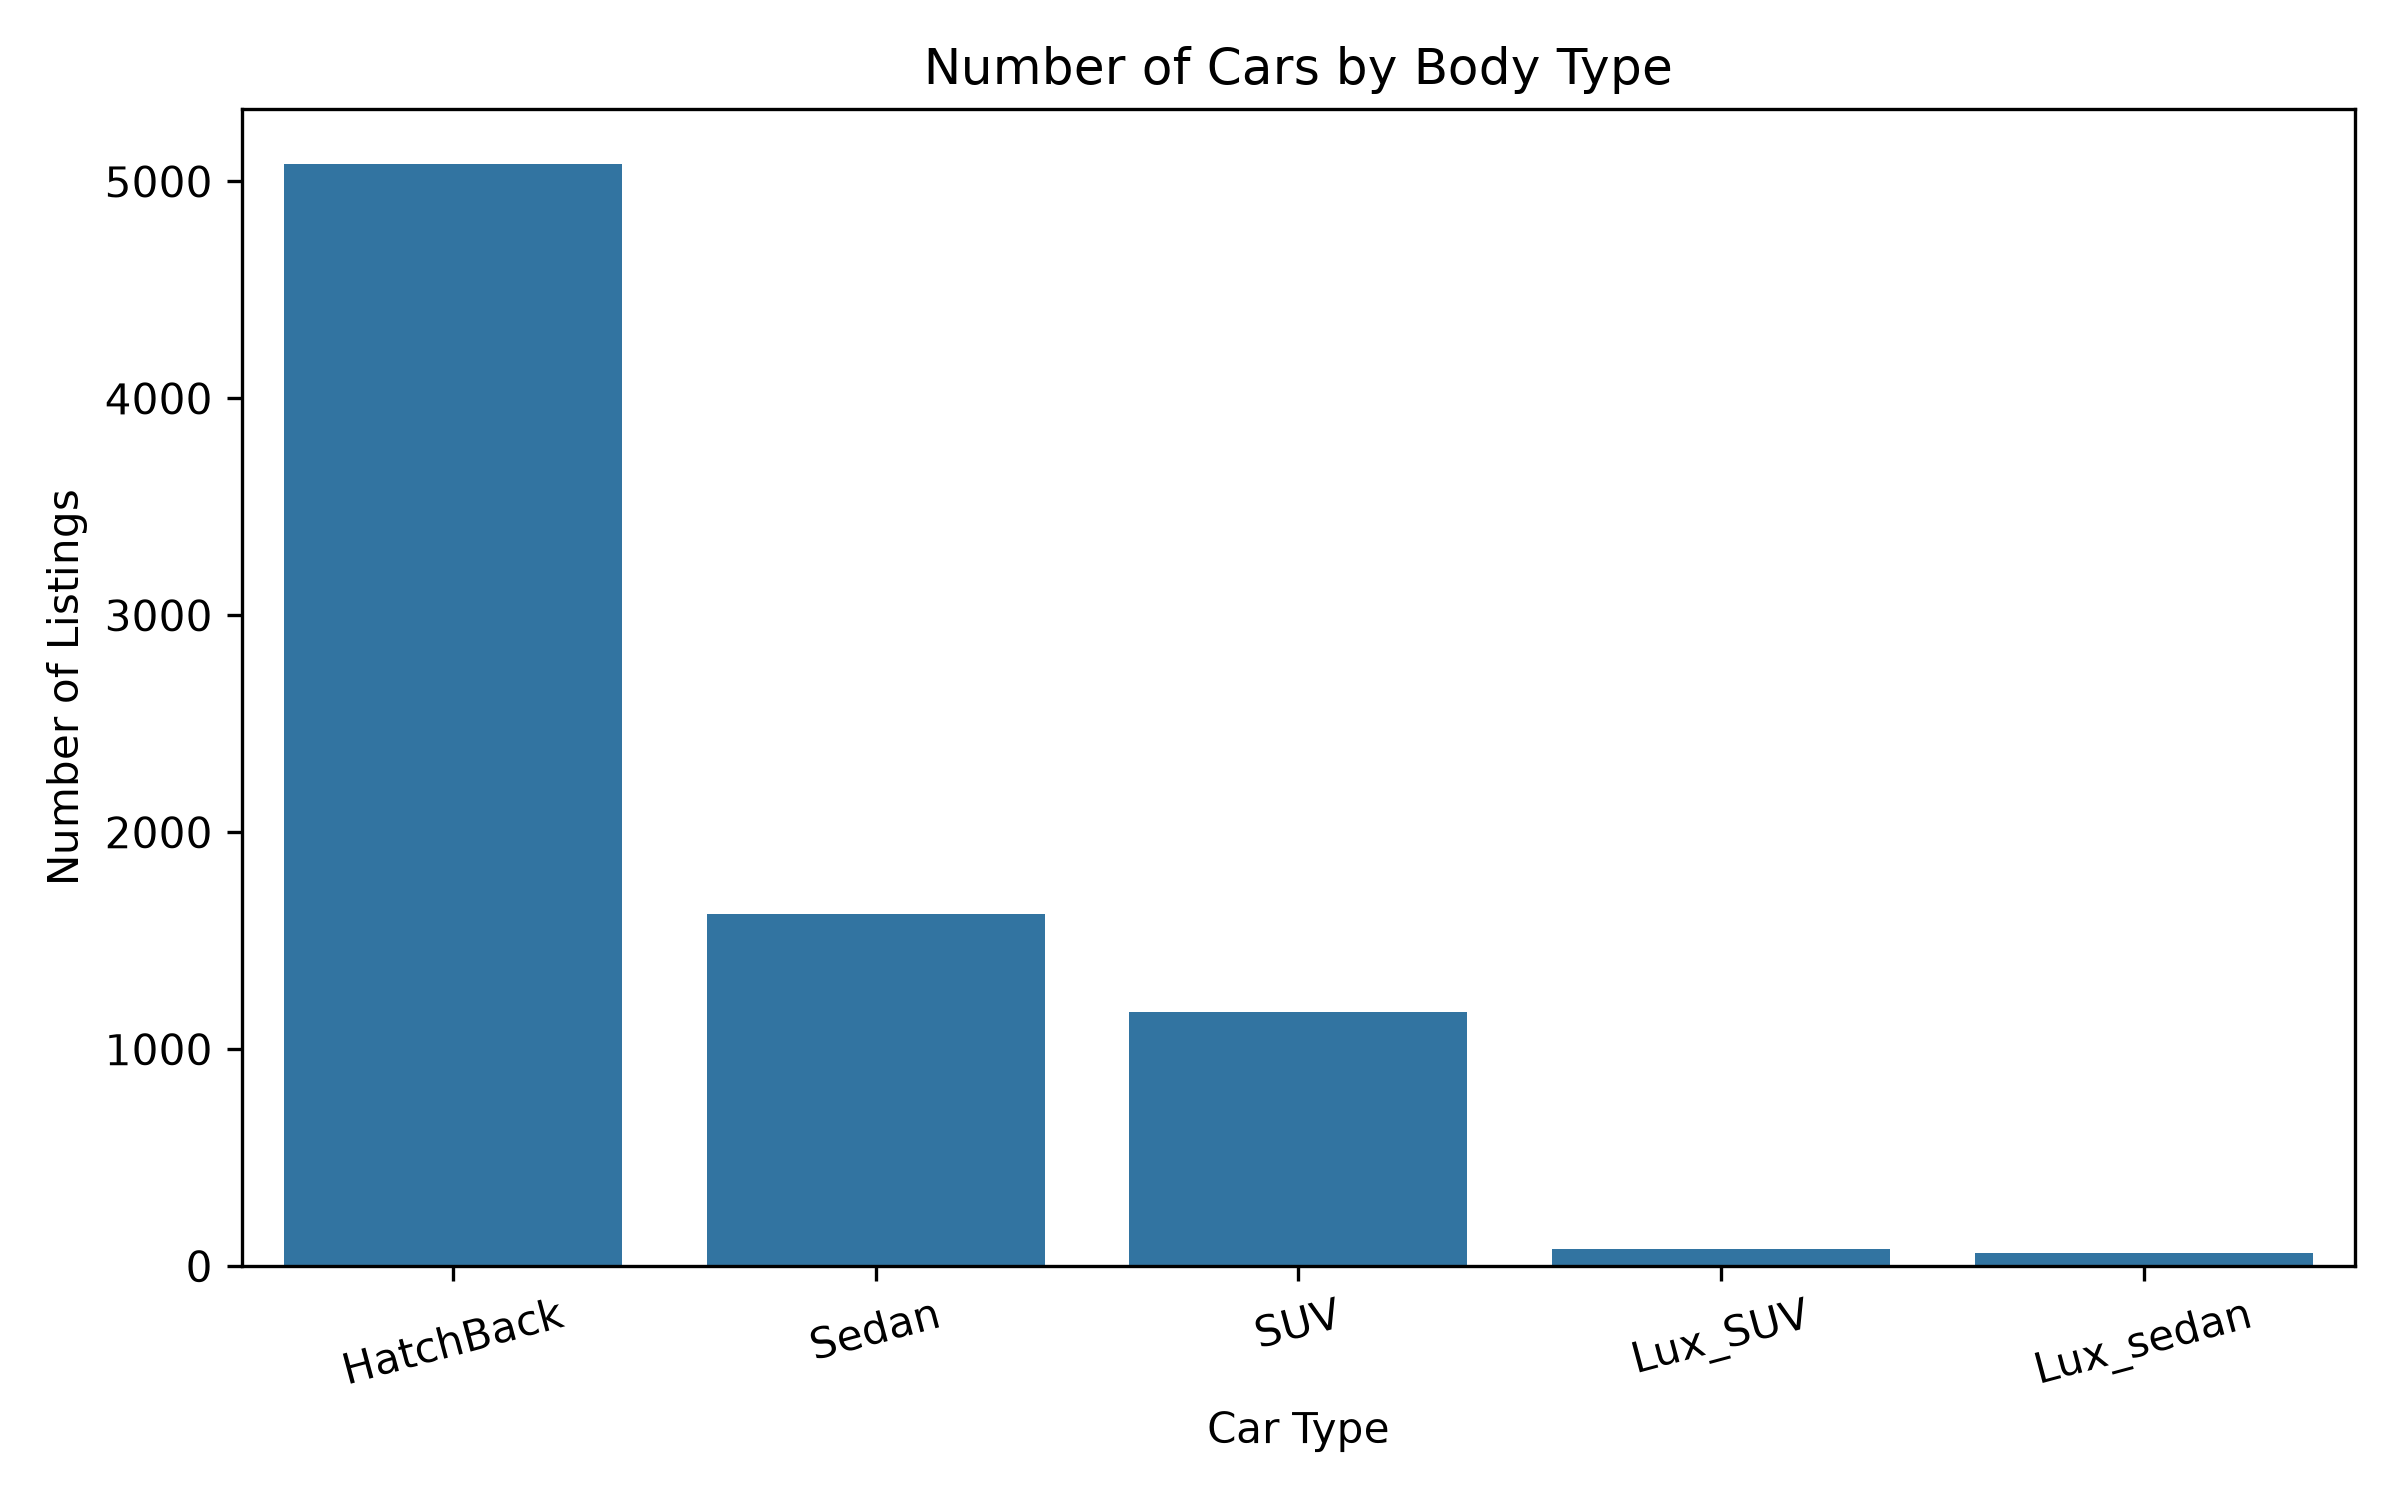 Number of Cars by Body Type
Number of Listings
5000
4000
3000
2000
1000
0
HatchBack
Sedan
SUV
Lux_SUV
Lux_sedan
Car Type